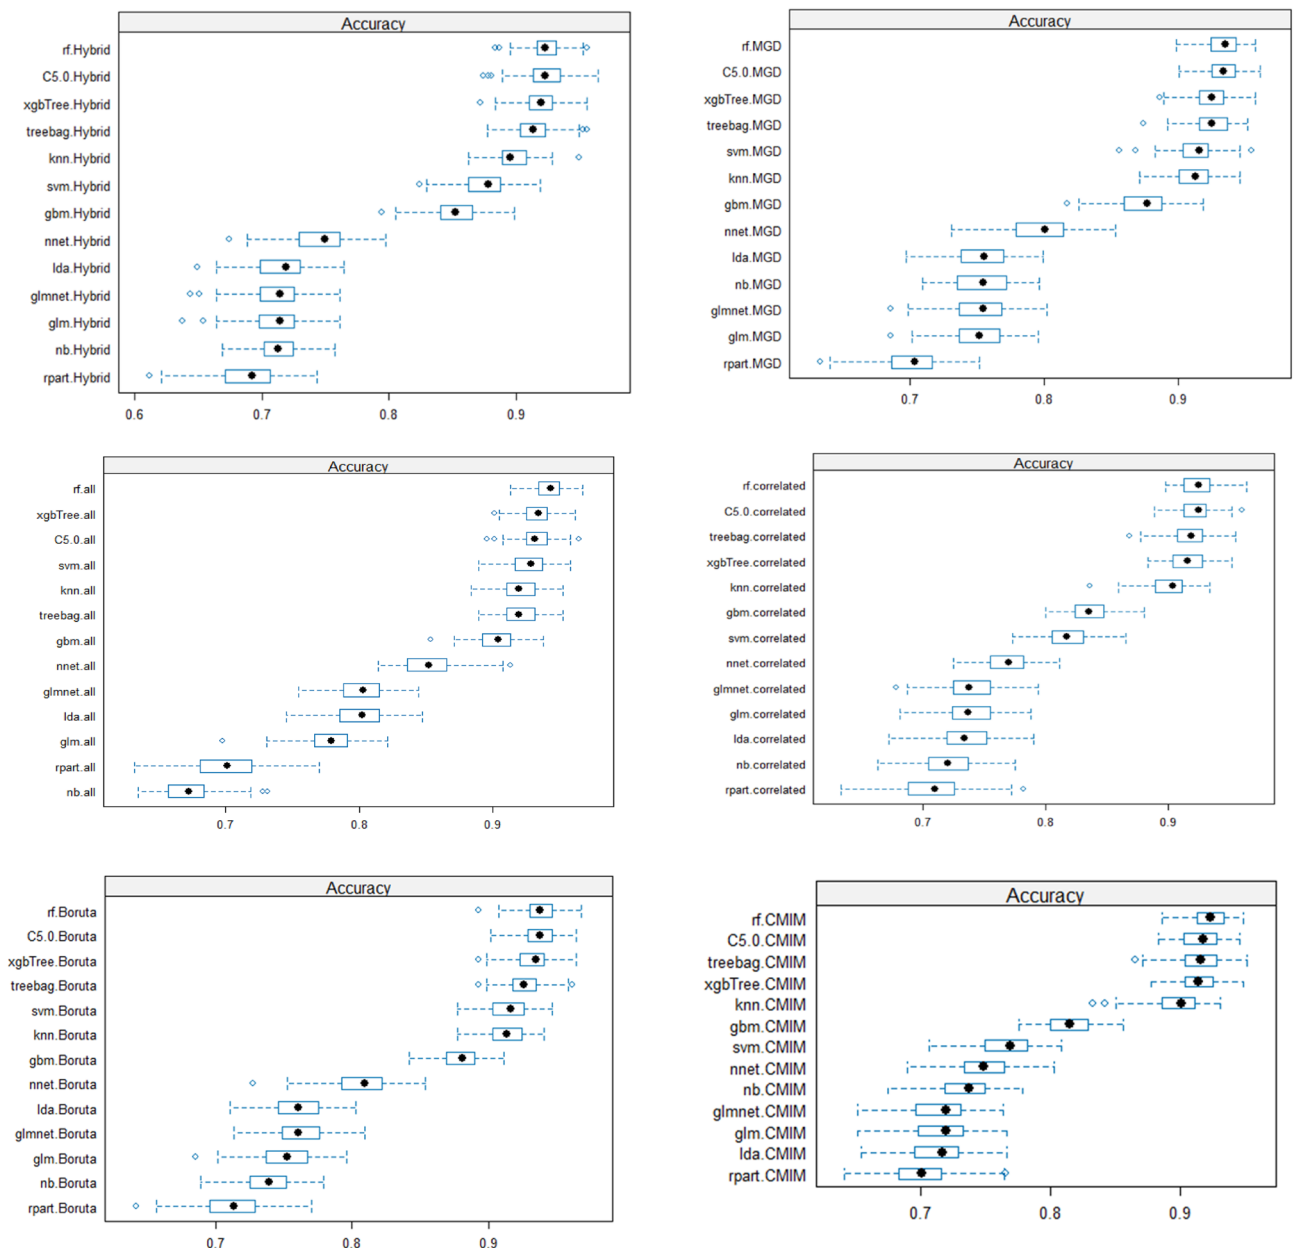 Accuracy
rf.Hybrid
C5.0.Hybrid
xgbTree.Hybrid
treebag.Hybrid
knn.Hybrid
svm.Hybrid
gbm.Hybrid
nnet.Hybrid
lda.Hybrid
glmnet.Hybrid
glm.Hybrid
nb.Hybrid
rpart.Hybrid
0.6 0.7 0.8 0.9
Accuracy
rf.MGD
C5.0.MGD
xgbTree.MGD
treebag.MGD
svm.MGD
knn.MGD
gbm.MGD
nnet.MGD
lda.MGD
nb.MGD
glmnet.MGD
glm.MGD
rpart.MGD
0.7 0.8 0.9
Accuracy
rf.all
xgbTree.all
C5.0.all
svm.all
knn.all
treebag.all
gbm.all
nnet.all
glmnet.all
lda.all
glm.all
rpart.all
nb.all
0.7 0.8 0.9
Accuracy
rf.correlated
C5.0.correlated
treebag.correlated
xgbTree.correlated
knn.correlated
gbm.correlated
svm.correlated
nnet.correlated
glmnet.correlated
glm.correlated
lda.correlated
nb.correlated
rpart.correlated
0.7 0.8 0.9
Accuracy
rf.Boruta
C5.0.Boruta
xgbTree.Boruta
treebag.Boruta
svm.Boruta
knn.Boruta
gbm.Boruta
nnet.Boruta
lda.Boruta
glmnet.Boruta
glm.Boruta
nb.Boruta
rpart.Boruta
0.7 0.8 0.9
Accuracy
rf.CMIM
C5.0.CMIM
treebag.CMIM
xgbTree.CMIM
knn.CMIM
gbm.CMIM
svm.CMIM
nnet.CMIM
nb.CMIM
glmnet.CMIM
glm.CMIM
lda.CMIM
rpart.CMIM
0.7 0.8 0.9